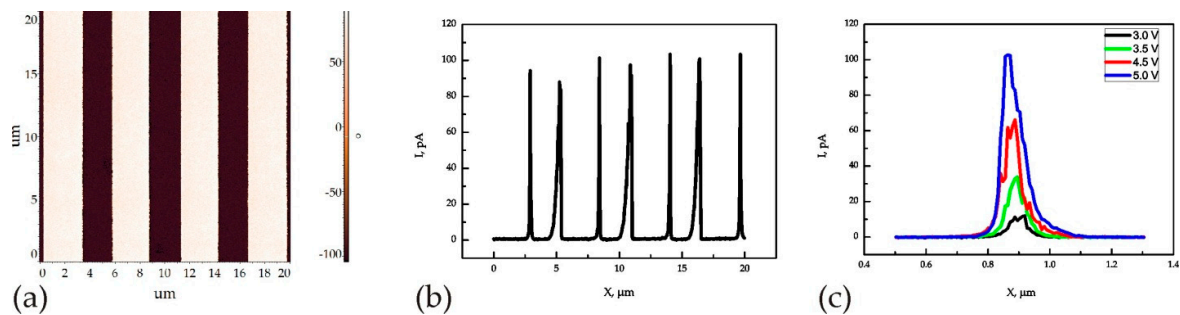 20
15
10
5
0
um
0 2 4 6 8 10 12 14 16 18 20
um
50
0
-50
-100
o
(a)
120
100
80
60
40
20
0
I, pA
0 5 10 15 20
X, μm
(b)
120
100
80
60
40
20
0
I, pA
3.0 V
3.5 V
4.5 V
5.0 V
0.4 0.6 0.8 1.0 1.2 1.4
X, μm
(c)